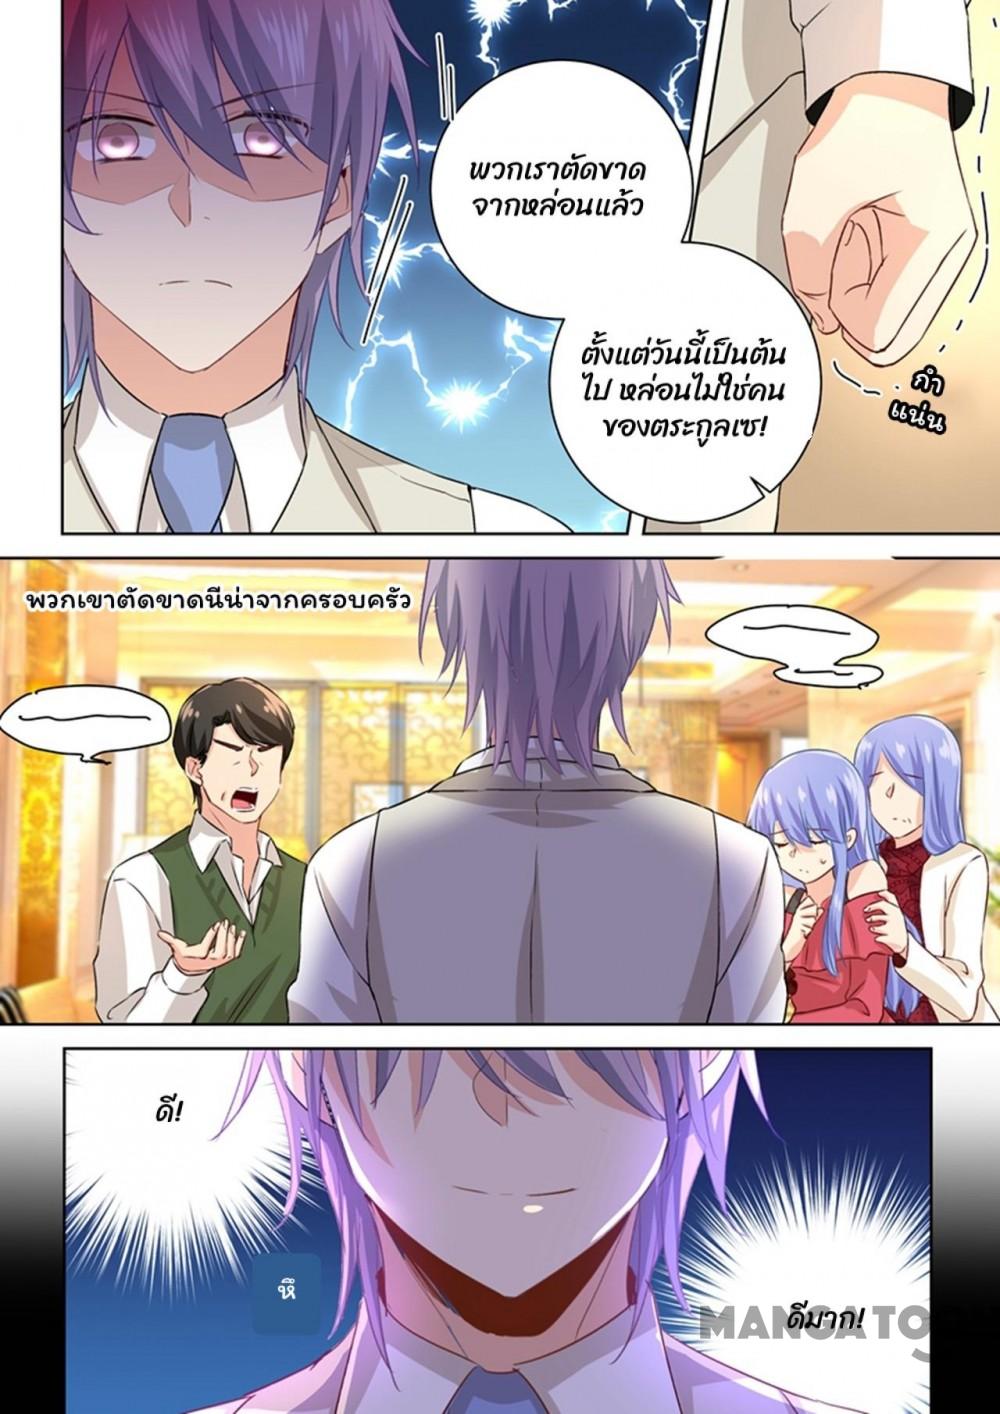 พวกเราตัดขาด
จากหล่อนแล้ว
ตั้งแต่วันนี้เป็นต้น
ไป หล่อนไม่ใช่คน
ของตระกูลเซ!
กำ
แน่น
พวกเขาตัดขาดนีน่าจากครอบครัว
ดี!
หึ
ดีมาก!
MANGATOON